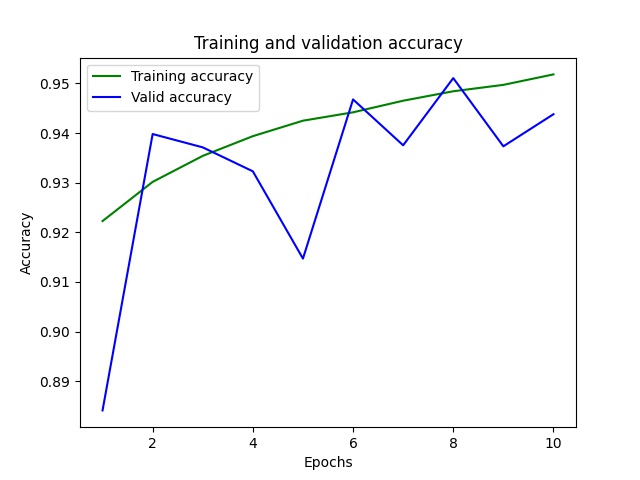 Training and validation accuracy
Training accuracy
Valid accuracy
0.95
0.94
0.93
0.92
0.91
0.90
0.89
Accuracy
2 4 6 8 10
Epochs